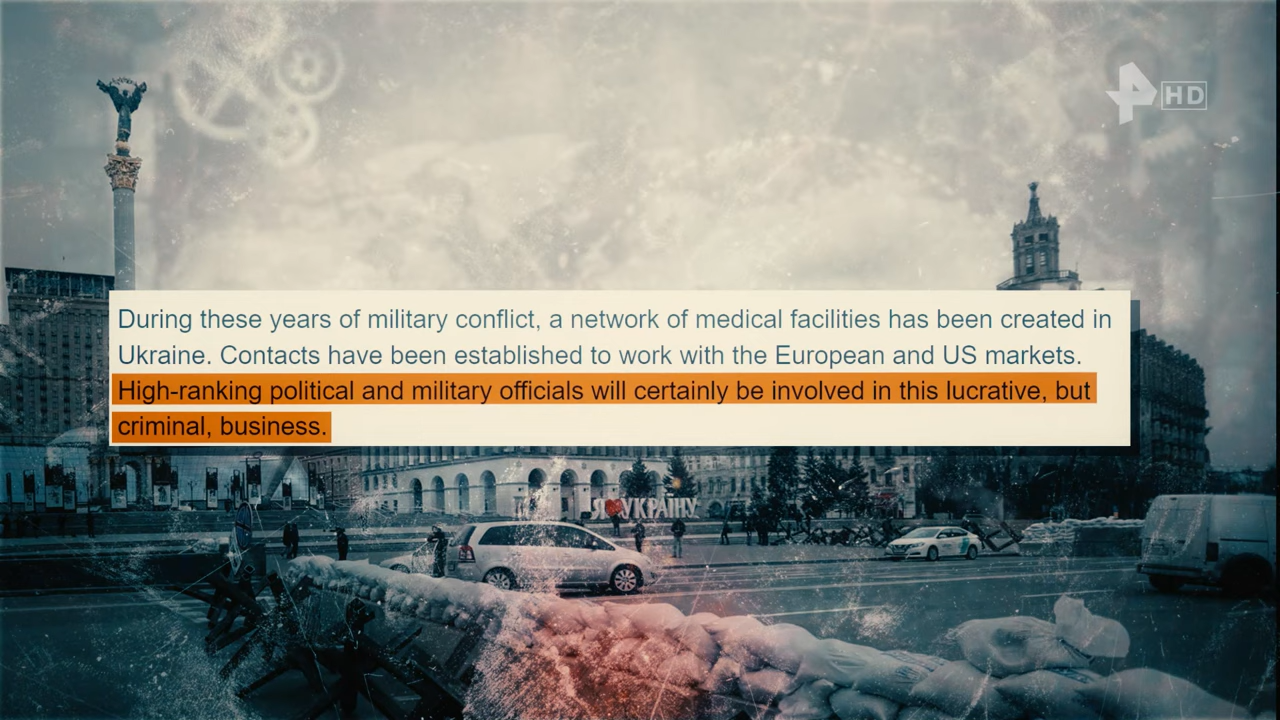 HD
During these years of military conflict, a network of medical facilities has been created in
Ukraine. Contacts have been established to work with the European and US markets.
High-ranking political and military officials will certainly be involved in this lucrative, but
criminal, business.
Я УКРАЇНУ